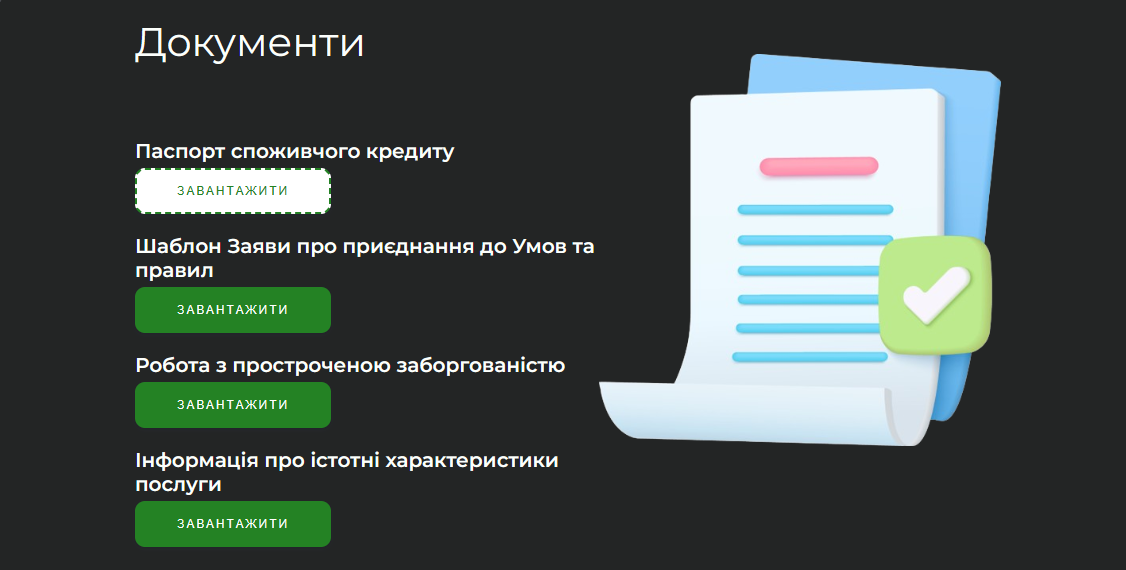 Документи
Паспорт споживчого кредиту
ЗАВАНТАЖИТИ
Шаблон Заяви про приєднання до Умов та
правил
ЗАВАНТАЖИТИ
Робота з простроченою заборгованістю
ЗАВАНТАЖИТИ
Інформація про істотні характеристики
послуги
ЗАВАНТАЖИТИ